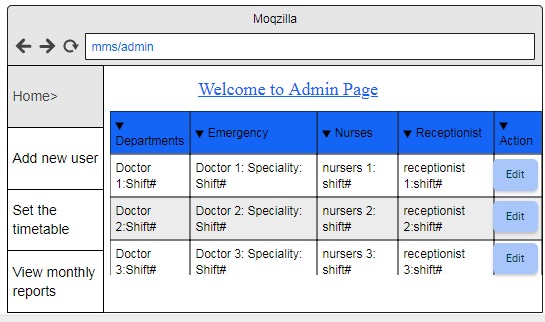 Moqzilla
mms/admin
Home>
Add new user
Set the
timetable
View monthly
reports
Welcome to Admin Page
▼ Departments
▼ Emergency
▼ Nurses
▼ Receptionist
▼ Action
Doctor
1:Shift#
Doctor 1: Speciality:
Shift#
nursers 1:
shift#
receptionist
1:shift#
Edit
Doctor
2:Shift#
Doctor 2: Speciality:
Shift#
nursers 2:
shift#
receptionist
2:shift#
Edit
Doctor
3:Shift#
Doctor 3: Speciality:
Shift#
nursers 3:
shift#
receptionist
3:shift#
Edit